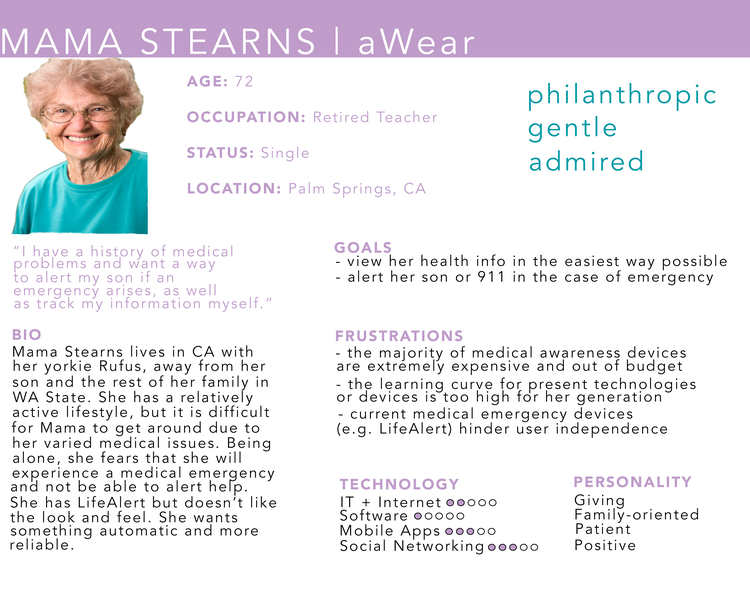 MAMA STEARNS | aWear
AGE: 72
OCCUPATION: Retired Teacher
STATUS: Single
LOCATION: Palm Springs, CA
philanthropic
gentle
admired
"I have a history of medical
problems and want a way
to alert my son if an
emergency arises, as well
as track my information myself."
BIO
Mama Stearns lives in CA with
her yorkie Rufus, away from her
son and the rest of her family in
WA State. She has a relatively
active lifestyle, but it is difficult
for Mama to get around due to
her varied medical issues. Being
alone, she fears that she will
experience a medical emergency
and not be able to alert help.
She has LifeAlert but doesn't like
the look and feel. She wants
something automatic and more
reliable.
GOALS
- view her health info in the easiest way possible
- alert her son or 911 in the case of emergency
FRUSTRATIONS
- the majority of medical awareness devices
are extremely expensive and out of budget
- the learning curve for present technologies
or devices is too high for her generation
- current medical emergency devices
(e.g. LifeAlert) hinder user independence
TECHNOLOGY
IT + Internet
Software
Mobile Apps
Social Networking
PERSONALITY
Giving
Family-oriented
Patient
Positive